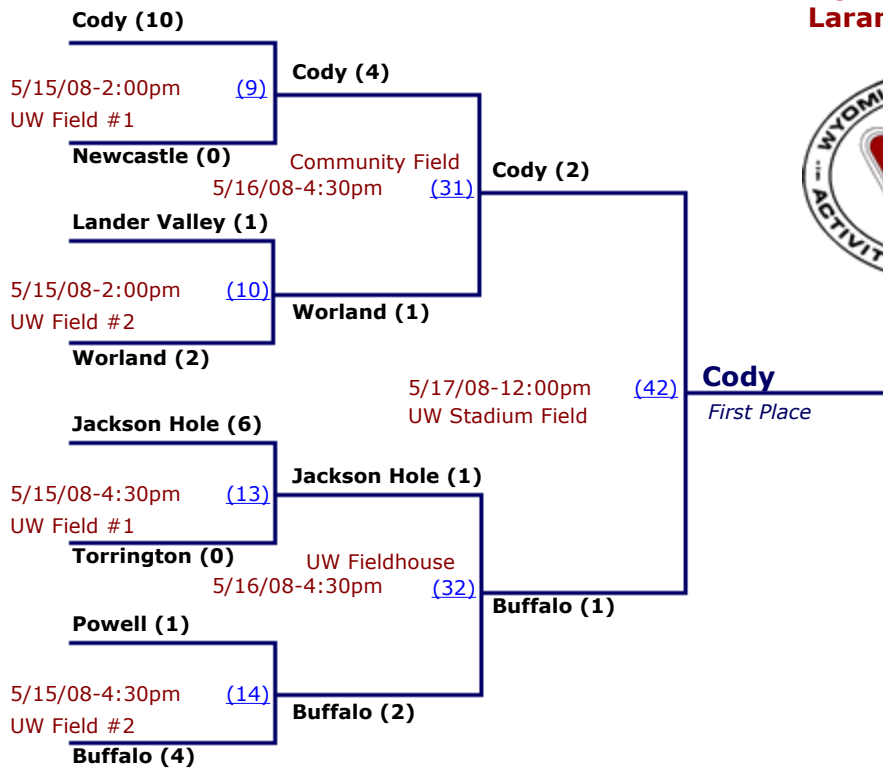 Cody (10)
Cody (4)
5/15/08-2:00pm (9)
UW Field #1
Newcastle (0)
Community Field
5/16/08-4:30pm (31)
Cody (2)
Lander Valley (1)
5/15/08-2:00pm (10)
UW Field #2
Worland (1)
Worland (2)
5/17/08-12:00pm (42)
UW Stadium Field
Cody
First Place
Jackson Hole (6)
Jackson Hole (1)
5/15/08-4:30pm (13)
UW Field #1
Torrington (0)
UW Fieldhouse
5/16/08-4:30pm (32)
Buffalo (1)
Powell (1)
5/15/08-4:30pm (14)
UW Field #2
Buffalo (2)
Buffalo (4)